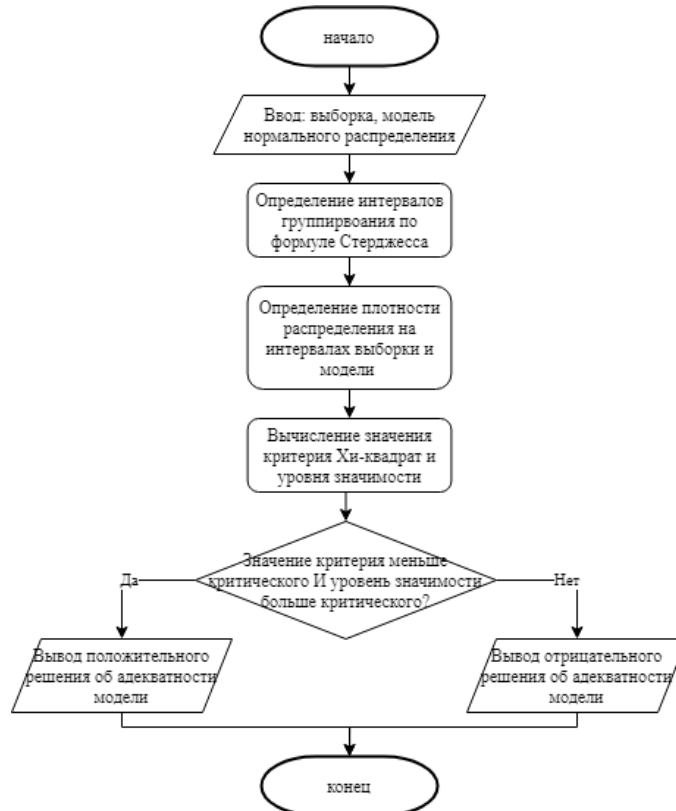 начало
Ввод: выборка, модель
нормального распределения
Определение интервалов
группирвоания по
формуле Стерджесса
Определение плотности
распределения на
интервалах выборки и
модели
Вычисление значения
критерия Хи-квадрат и
уровня значимости
Значение критерия меньше
критического И уровень значимости
больше критического?
Да
Нет
Вывод положительного
решения об адекватности
модели
Вывод отрицательного
решения об адекватности
модели
конец